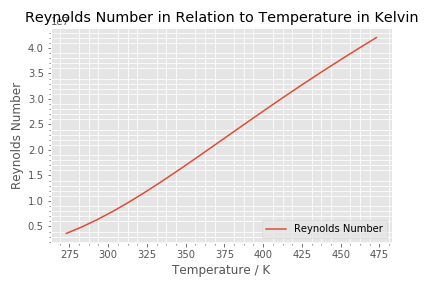 Reynolds Number in Relation to Temperature in Kelvin
1e7
4.0
3.5
3.0
2.5
2.0
1.5
1.0
0.5
Reynolds Number
Reynolds Number
275 300 325 350 375 400 425 450 475
Temperature / K